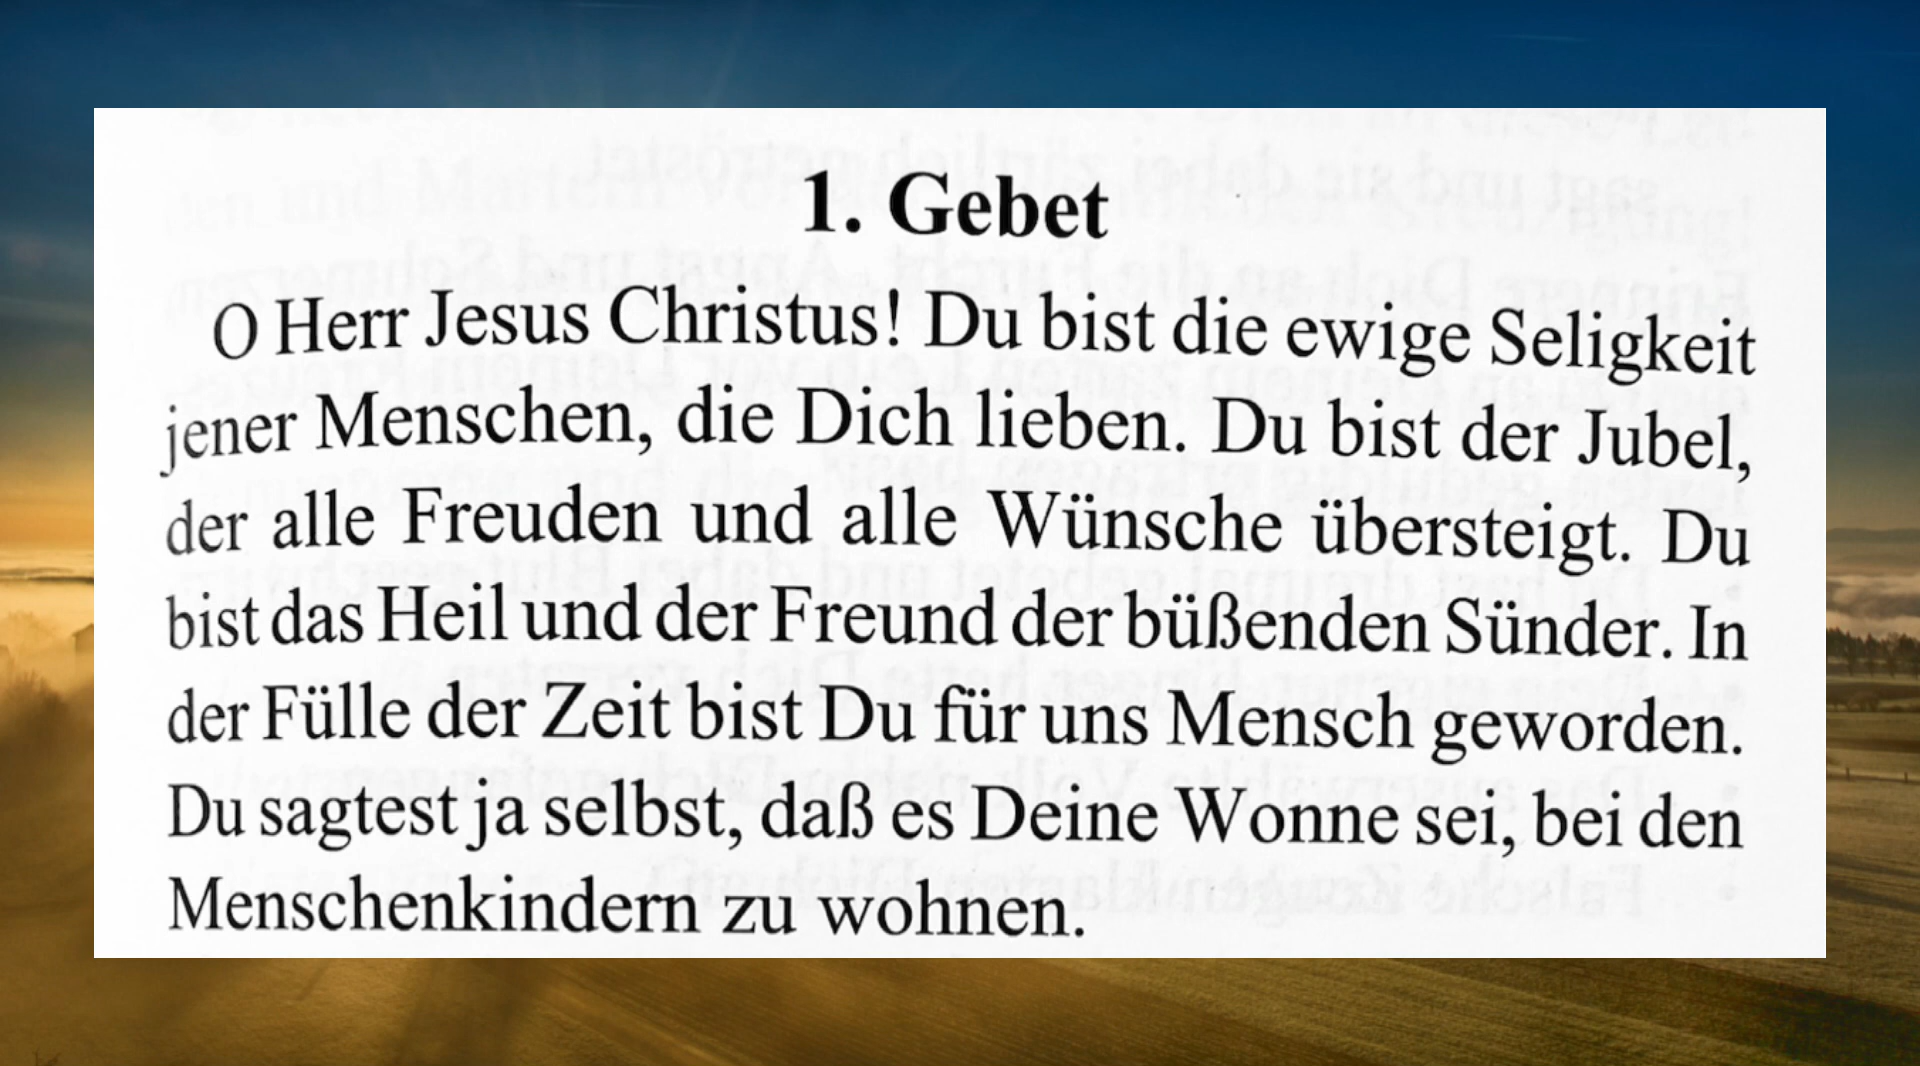 1. Gebet
O Herr Jesus Christus! Du bist die ewige Seligkeit
jener Menschen, die Dich lieben. Du bist der Jubel,
der alle Freuden und alle Wünsche übersteigt. Du
bist das Heil und der Freund der büßenden Sünder. In
der Fülle der Zeit bist Du für uns Mensch geworden.
Du sagtest ja selbst, daß es Deine Wonne sei, bei den
Menschenkindern zu wohnen.